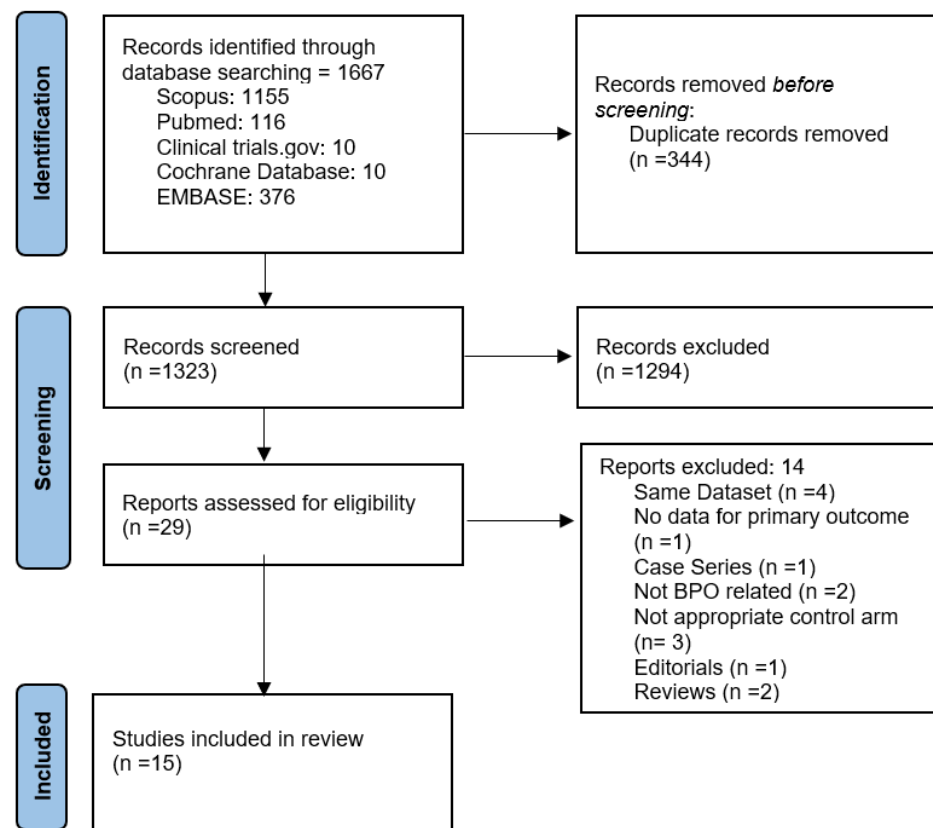 Identification
Records identified through
database searching = 1667
Scopus: 1155
Pubmed: 116
Clinical trials.gov: 10
Cochrane Database: 10
EMBASE: 376
Records removed before
screening:
Duplicate records removed
(n =344)
Screening
Records screened
(n =1323)
Records excluded
(n =1294)
Reports assessed for eligibility
(n =29)
Reports excluded: 14
Same Dataset (n =4)
No data for primary outcome
(n =1)
Case Series (n =1)
Not BPO related (n =2)
Not appropriate control arm
(n= 3)
Editorials (n =1)
Reviews (n =2)
Included
Studies included in review
(n =15)